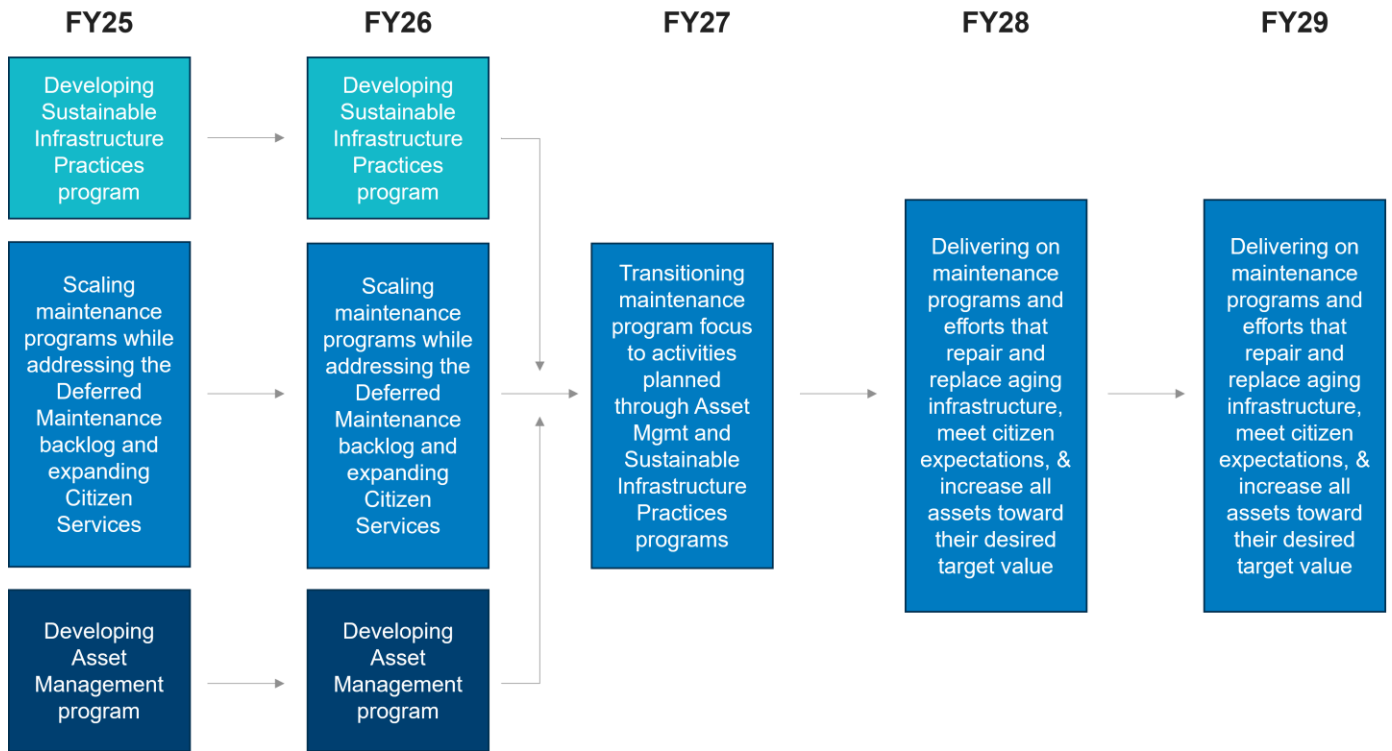 FY25
FY26
FY27
FY28
FY29
Developing
Sustainable
Infrastructure
Practices
program
Developing
Sustainable
Infrastructure
Practices
program
Scaling
maintenance
programs while
addressing the
Deferred
Maintenance
backlog and
expanding
Citizen
Services
Scaling
maintenance
programs while
addressing the
Deferred
Maintenance
backlog and
expanding
Citizen
Services
Transitioning
maintenance
program focus
to activities
planned
through Asset
Mgmt and
Sustainable
Infrastructure
Practices
programs
Delivering on
maintenance
programs and
efforts that
repair and
replace aging
infrastructure,
meet citizen
expectations, &
increase all
assets toward
their desired
target value
Delivering on
maintenance
programs and
efforts that
repair and
replace aging
infrastructure,
meet citizen
expectations, &
increase all
assets toward
their desired
target value
Developing
Asset
Management
program
Developing
Asset
Management
program